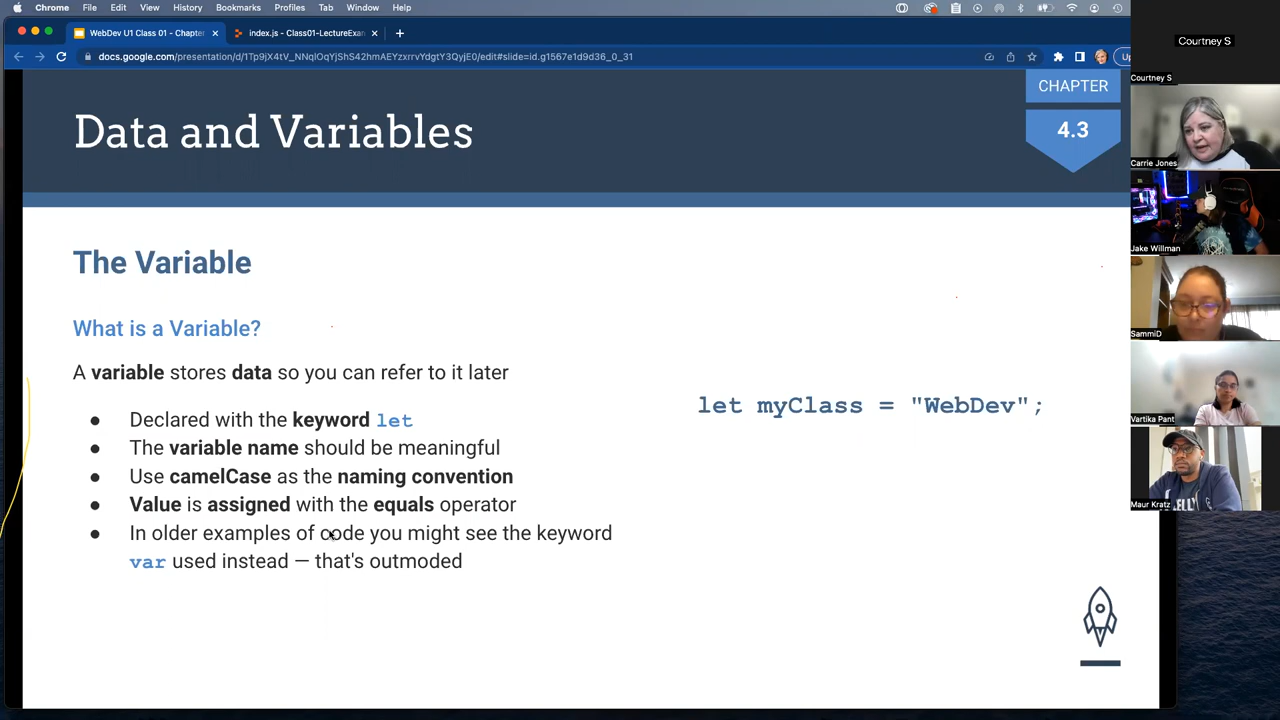 Chrome File Edit View History Bookmarks Profiles Tab Window Help
WebDev U1 Class 01 - Chapte
index.js - Class01-LectureExan
docs.google.com/presentation/d/1Tp9jX4tV_NNqIOqYjShS42hmAEYzxrrvYdgtY3QyjE0/edit#slide=id.g1567e1d9d36_0_31
Data and Variables
CHAPTER
4.3
The Variable
What is a Variable?
A variable stores data so you can refer to it later
● Declared with the keyword let
● The variable name should be meaningful
● Use camelCase as the naming convention
● Value is assigned with the equals operator
● In older examples of code you might see the keyword
var used instead — that's outmoded
let myClass = "WebDev";
Courtney S
Courtney S
Carrie Jones
Jake Willman
SammiD
Vartika Pant
Maur Kratz